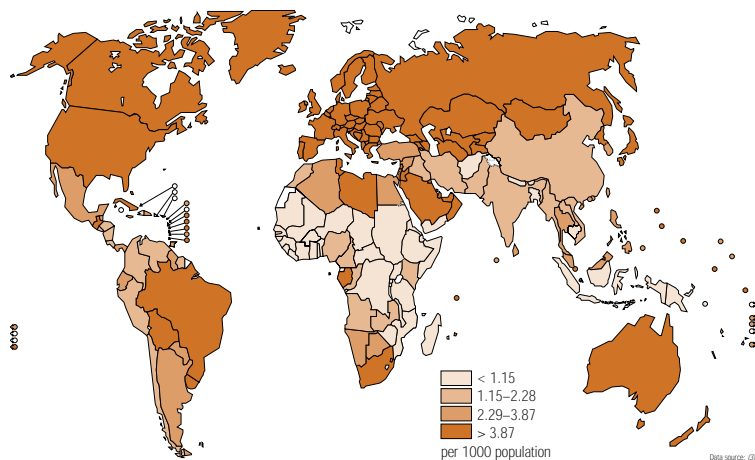 < 1.15
1.15–2.28
2.29–3.87
> 3.87
per 1000 population
Data source: